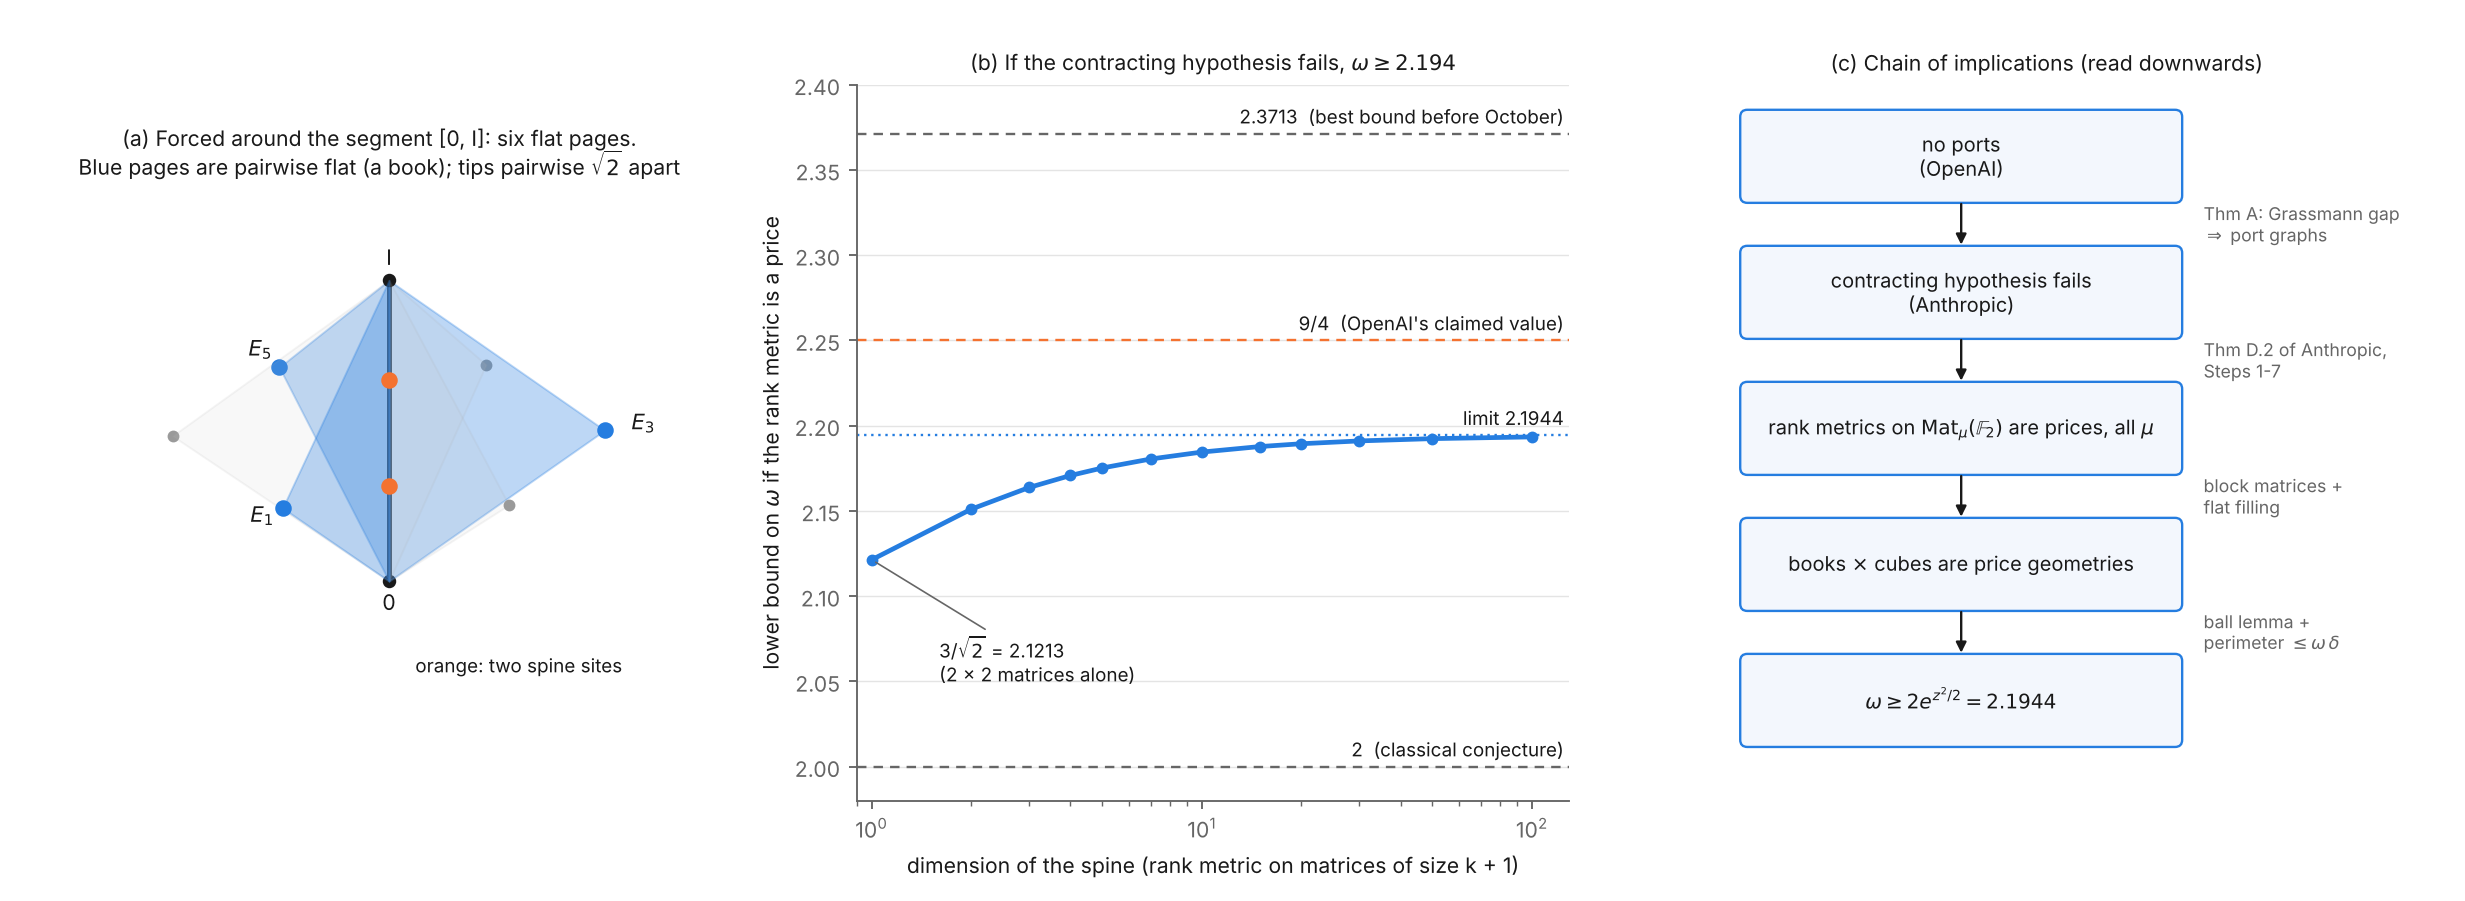 (a) Forced around the segment [0, I]: six flat pages.
Blue pages are pairwise flat (a book); tips pairwise √2 apart
I
E₅
E₃
E₁
0
orange: two spine sites
(b) If the contracting hypothesis fails, ω ≥ 2.194
lower bound on ω if the rank metric is a price
2.40
2.35
2.30
2.25
2.20
2.15
2.10
2.05
2.00
2.3713 (best bound before October)
9/4 (OpenAI's claimed value)
limit 2.1944
3/√2 = 2.1213
(2 × 2 matrices alone)
2 (classical conjecture)
10⁰
10¹
10²
dimension of the spine (rank metric on matrices of size k + 1)
(c) Chain of implications (read downwards)
no ports
(OpenAI)
Thm A: Grassmann gap
⇒ port graphs
contracting hypothesis fails
(Anthropic)
Thm D.2 of Anthropic,
Steps 1-7
rank metrics on Mat_μ(𝔽₂) are prices, all μ
block matrices +
flat filling
books × cubes are price geometries
ball lemma +
perimeter ≤ ω δ
ω ≥ 2e^{z²/2} = 2.1944